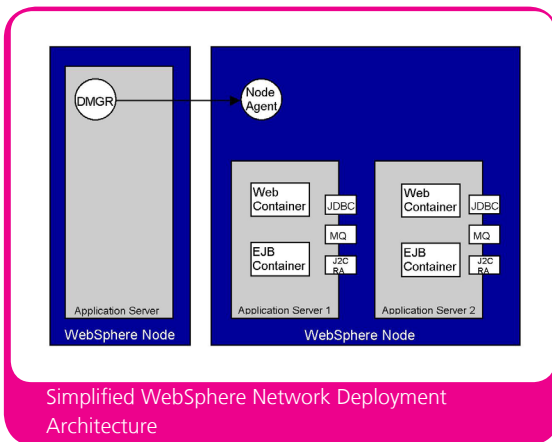 DMGR
Node
Agent
Web
Container
JDBC
MQ
EJB
Container
J2C
RA
Web
Container
JDBC
MQ
EJB
Container
J2C
RA
Application Server
Application Server 1
Application Server 2
WebSphere Node
WebSphere Node
Simplified WebSphere Network Deployment
Architecture